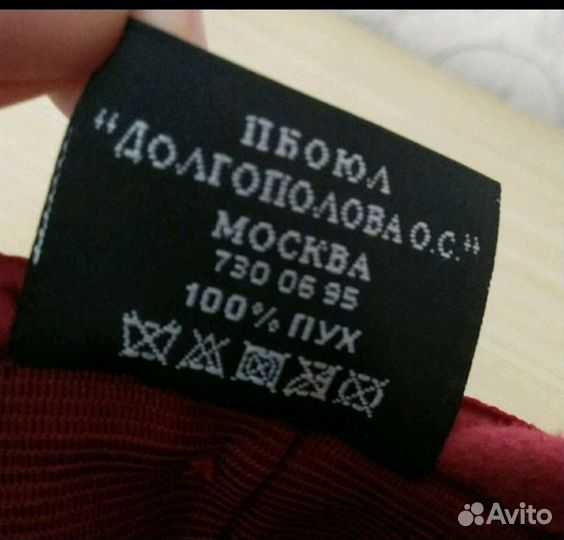 ПБОЮЛ
"ДОЛГОПОЛОВА О.С."
МОСКВА
730 06 95
100% ПУХ
Avito